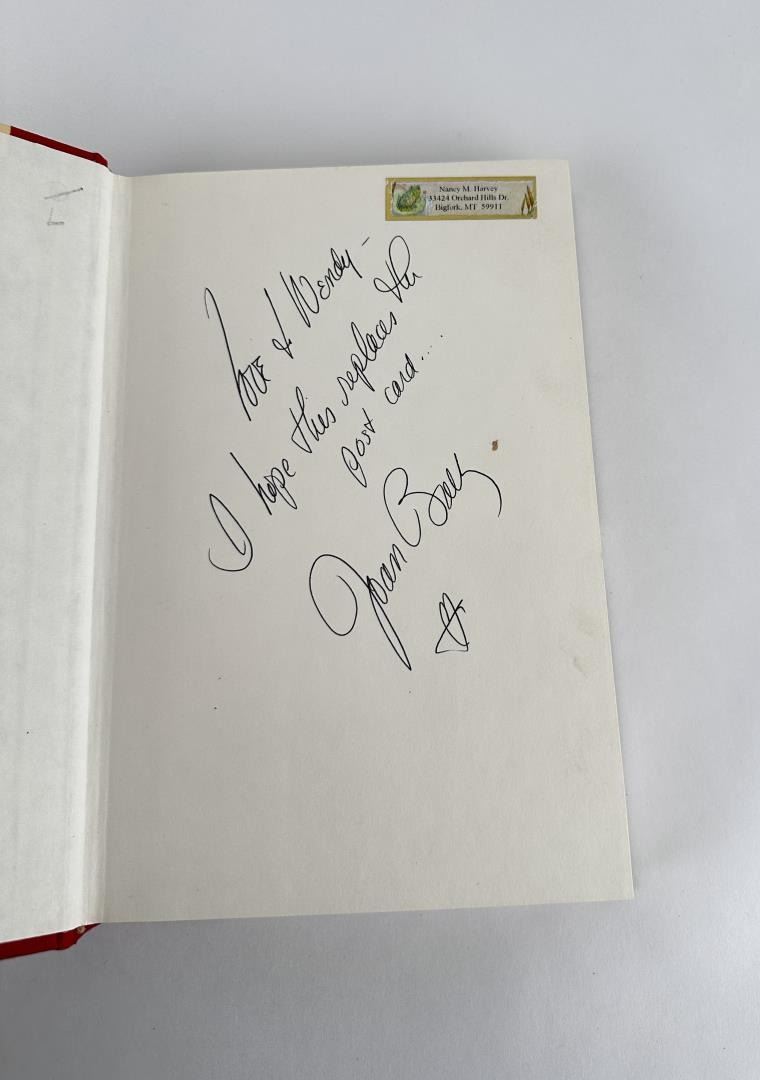 Nancy M. Harvey
33424 Orchard Hills Dr.
Bigfork, MT 59911
Love to Wendy -
I hope this replaces the
post card....
Joan Baez